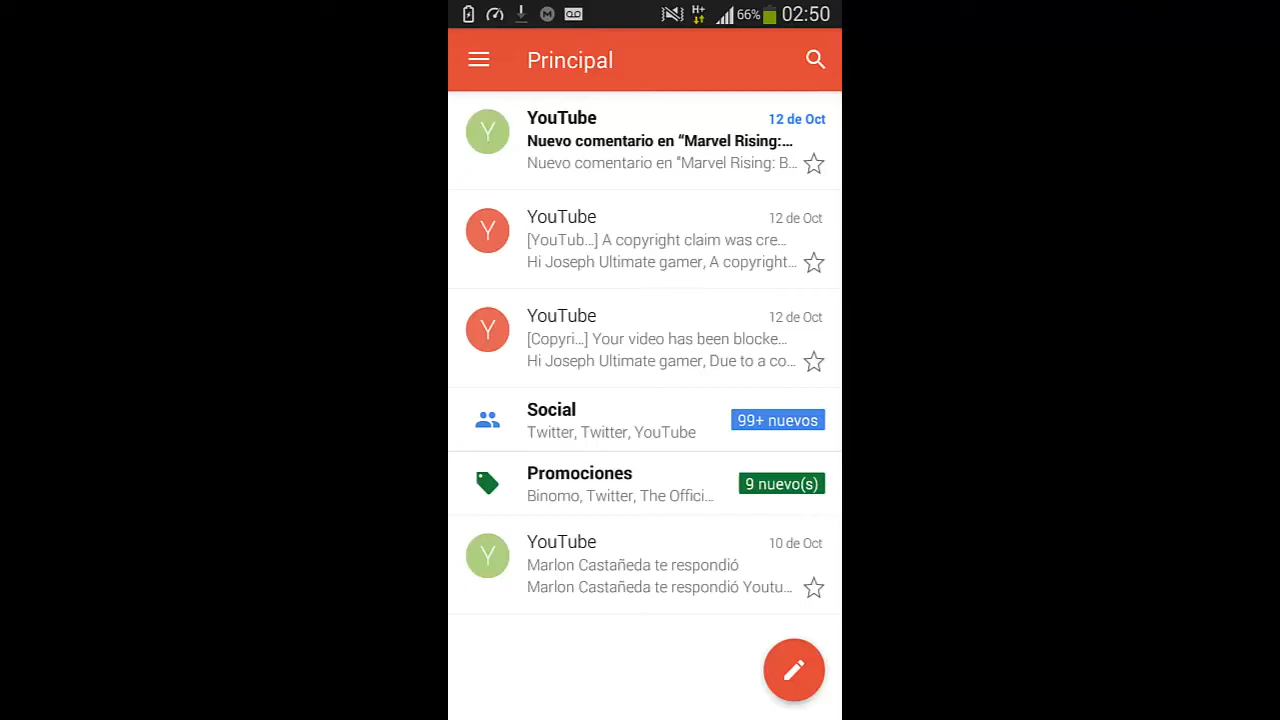 H+ 66% 02:50
Principal
Y YouTube 12 de Oct
Nuevo comentario en “Marvel Rising:...
Nuevo comentario en “Marvel Rising: B...
Y YouTube 12 de Oct
[YouTub...] A copyright claim was cre...
Hi Joseph Ultimate gamer, A copyright...
Y YouTube 12 de Oct
[Copyri...] Your video has been blocke...
Hi Joseph Ultimate gamer, Due to a co...
Social 99+ nuevos
Twitter, Twitter, YouTube
Promociones 9 nuevo(s)
Binomo, Twitter, The Offici...
Y YouTube 10 de Oct
Marlon Castañeda te respondió
Marlon Castañeda te respondió Youtu...